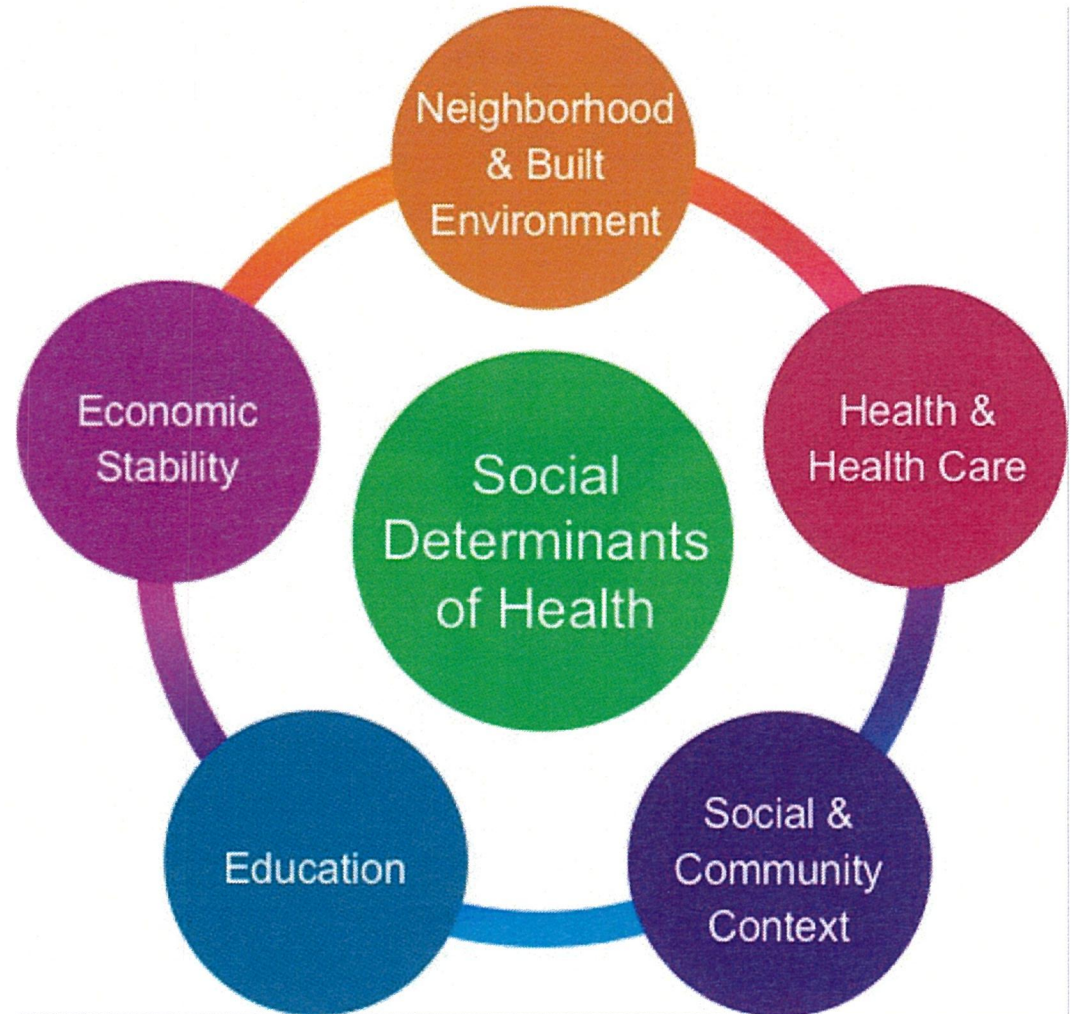 Neighborhood
& Built
Environment
Economic
Stability
Health &
Health Care
Social
Determinants
of Health
Education
Social &
Community
Context